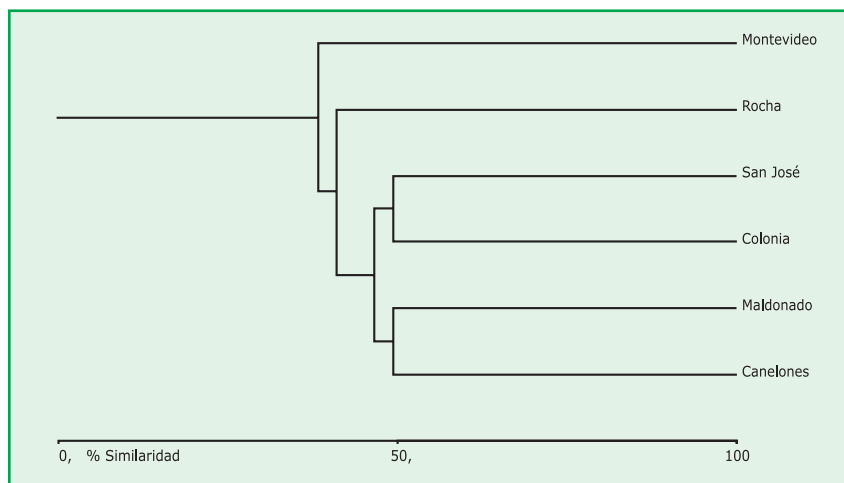 Montevideo
Rocha
San José
Colonia
Maldonado
Canelones
0, % Similaridad 50, 100